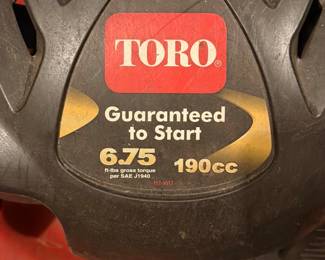 TORO®
Guaranteed
to Start
6.75 190cc
ft-lbs gross torque
per SAE J1940